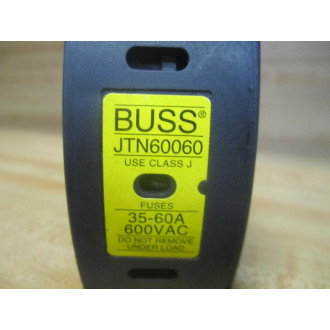 BUSS®
JTN60060
USE CLASS J
FUSES
35-60A
600VAC
DO NOT REMOVE
UNDER LOAD